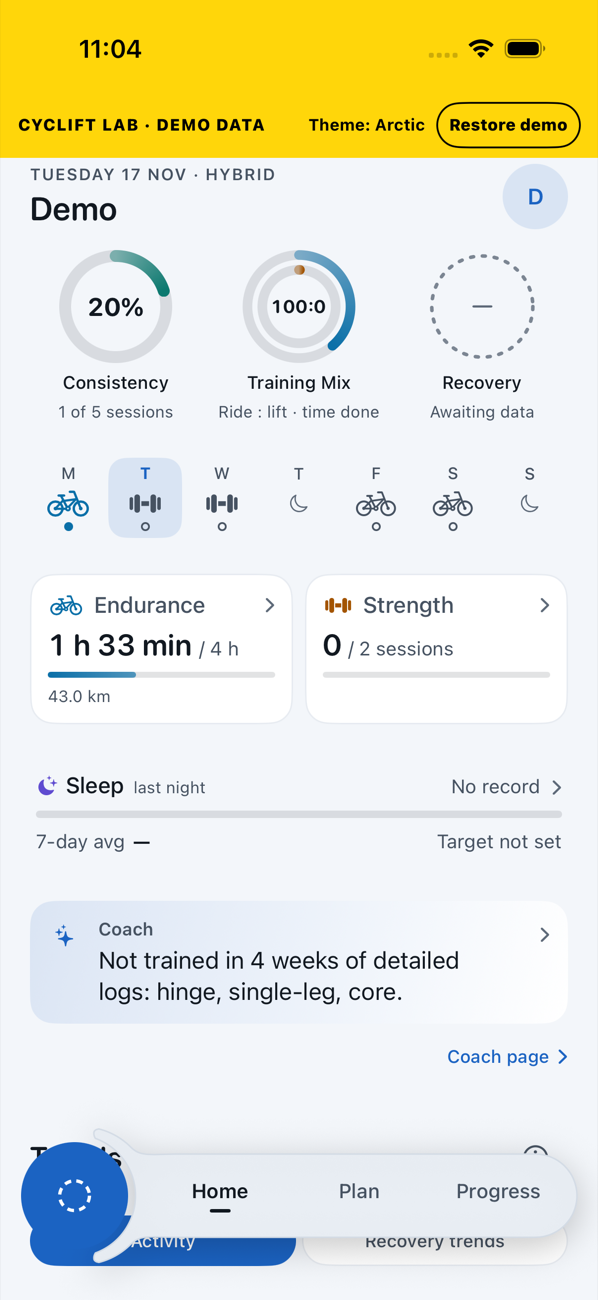 11:04
CYCLIFT LAB · DEMO DATA
Theme: Arctic
Restore demo
TUESDAY 17 NOV · HYBRID
Demo
D
20%
100:0
—
Consistency
Training Mix
Recovery
1 of 5 sessions
Ride : lift · time done
Awaiting data
M T W T F S S
Endurance
1 h 33 min / 4 h
43.0 km
Strength
0 / 2 sessions
Sleep last night
No record
7-day avg —
Target not set
Coach
Not trained in 4 weeks of detailed
logs: hinge, single-leg, core.
Coach page
Home
Plan
Progress
Activity
Recovery trends